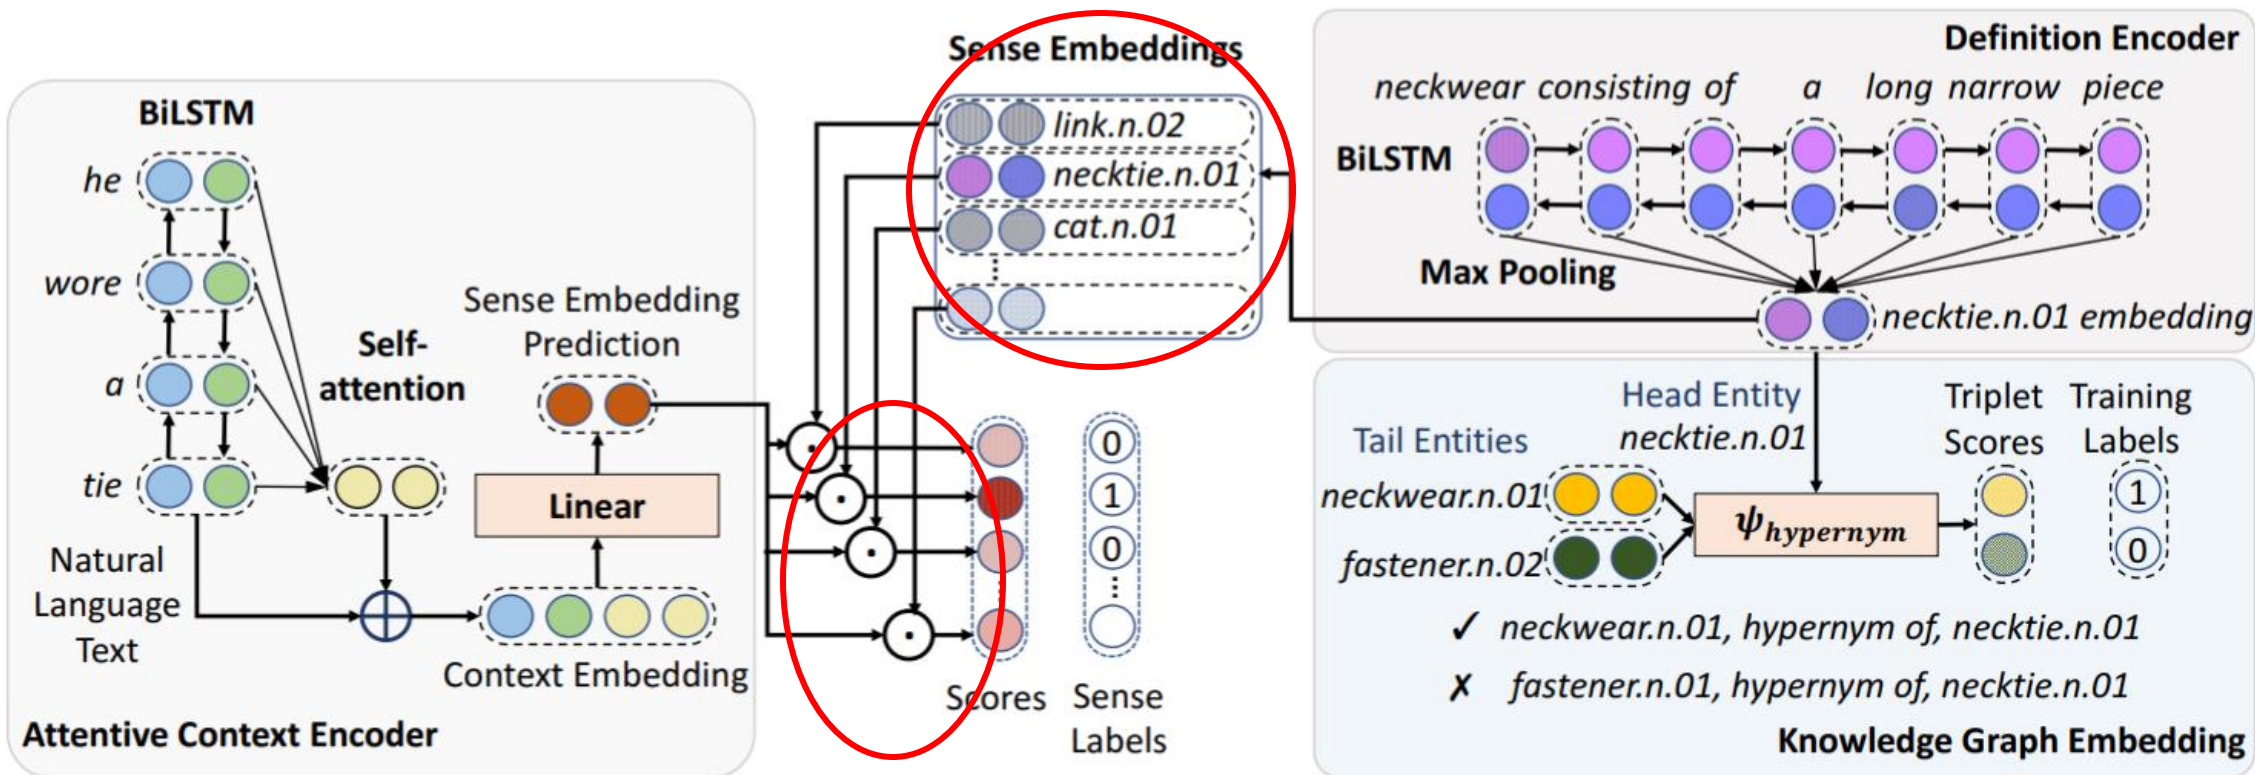 BiLSTM
he
wore
a
tie
Natural
Language
Text
Self-
attention
Sense Embedding
Prediction
Linear
Context Embedding
Attentive Context Encoder
Sense Embeddings
link.n.02
necktie.n.01
cat.n.01
Scores
0
1
0
Sense
Labels
Definition Encoder
neckwear consisting of a long narrow piece
BiLSTM
Max Pooling
necktie.n.01 embedding
Head Entity
necktie.n.01
Tail Entities
neckwear.n.01
fastener.n.02
ψhypernym
Triplet
Scores
Training
Labels
1
0
✓ neckwear.n.01, hypernym of, necktie.n.01
✗ fastener.n.01, hypernym of, necktie.n.01
Knowledge Graph Embedding